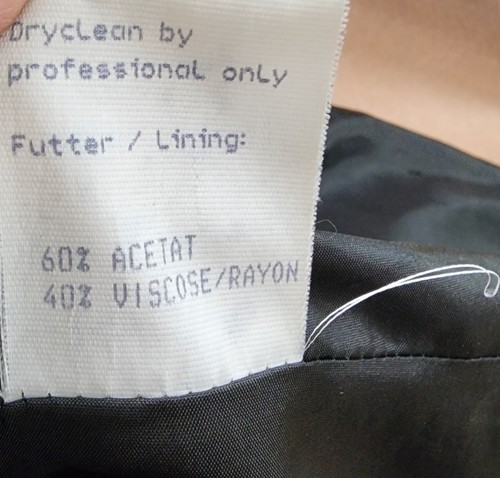 Dryclean by
professional only
Futter / Lining:
60% ACETAT
40% VISCOSE/RAYON